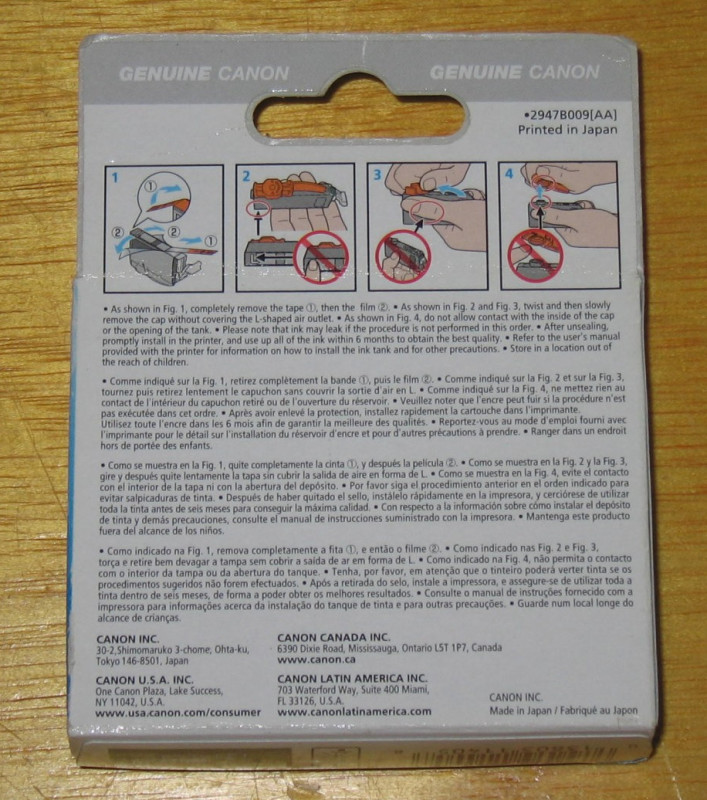 GENUINE CANON GENUINE CANON
•2947B009[AA]
Printed in Japan
1 2 3 4
①
② ② ①
• As shown in Fig. 1, completely remove the tape ①, then the film ②. • As shown in Fig. 2 and Fig. 3, twist and then slowly
remove the cap without covering the L-shaped air outlet. • As shown in Fig. 4, do not allow contact with the inside of the cap
or the opening of the tank. • Please note that ink may leak if the procedure is not performed in this order. • After unsealing,
promptly install in the printer, and use up all of the ink within 6 months to obtain the best quality. • Refer to the user's manual
provided with the printer for information on how to install the ink tank and for other precautions. • Store in a location out of
the reach of children.
• Comme indiqué sur la Fig. 1, retirez complètement la bande ①, puis le film ②. • Comme indiqué sur la Fig. 2 et sur la Fig. 3,
tournez puis retirez lentement le capuchon sans couvrir la sortie d'air en L. • Comme indiqué sur la Fig. 4, ne mettez rien au
contact de l'intérieur du capuchon retiré ou de l'ouverture du réservoir. • Veuillez noter que l'encre peut fuir si la procédure n'est
pas exécutée dans cet ordre. • Après avoir enlevé la protection, installez rapidement la cartouche dans l'imprimante.
Utilisez toute l'encre dans les 6 mois afin de garantir la meilleure des qualités. • Reportez-vous au mode d'emploi fourni avec
l'imprimante pour le détail sur l'installation du réservoir d'encre et pour d'autres précautions à prendre. • Ranger dans un endroit
hors de portée des enfants.
• Como se muestra en la Fig. 1, quite completamente la cinta ①, y después la película ②. • Como se muestra en la Fig. 2 y la Fig. 3,
gire y después quite lentamente la tapa sin cubrir la salida de aire en forma de L. • Como se muestra en la Fig. 4, evite el contacto
con el interior de la tapa ni con la abertura del depósito. • Por favor siga el procedimiento anterior en el orden indicado para
evitar salpicaduras de tinta. • Después de haber quitado el sello, instálelo rápidamente en la impresora, y cerciórese de utilizar
toda la tinta antes de seis meses para conseguir la máxima calidad. • Con respecto a la información sobre cómo instalar el depósito
de tinta y demás precauciones, consulte el manual de instrucciones suministrado con la impresora. • Mantenga este producto
fuera del alcance de los niños.
• Como indicado na Fig. 1, remova completamente a fita ①, e então o filme ②. • Como indicado nas Fig. 2 e Fig. 3,
torça e retire bem devagar a tampa sem cobrir a saída de ar em forma de L. • Como indicado na Fig. 4, não permita o contacto
com o interior da tampa ou da abertura do tanque. • Tenha, por favor, em atenção que o tinteiro poderá verter tinta se os
procedimentos sugeridos não forem efectuados. • Após a retirada do selo, instale a impressora, e assegure-se de utilizar toda a
tinta dentro de seis meses, de forma a poder obter os melhores resultados. • Consulte o manual de instruções fornecido com a
impressora para informações acerca da instalação do tanque de tinta e para outras precauções. • Guarde num local longe do
alcance de crianças.
CANON INC.
30-2,Shimomaruko 3-chome, Ohta-ku,
Tokyo 146-8501, Japan
CANON CANADA INC.
6390 Dixie Road, Mississauga, Ontario L5T 1P7, Canada
www.canon.ca
CANON U.S.A. INC.
One Canon Plaza, Lake Success,
NY 11042, U.S.A.
www.usa.canon.com/consumer
CANON LATIN AMERICA INC.
703 Waterford Way, Suite 400 Miami,
FL 33126, U.S.A.
www.canonlatinamerica.com
CANON INC.
Made in Japan / Fabriqué au Japon